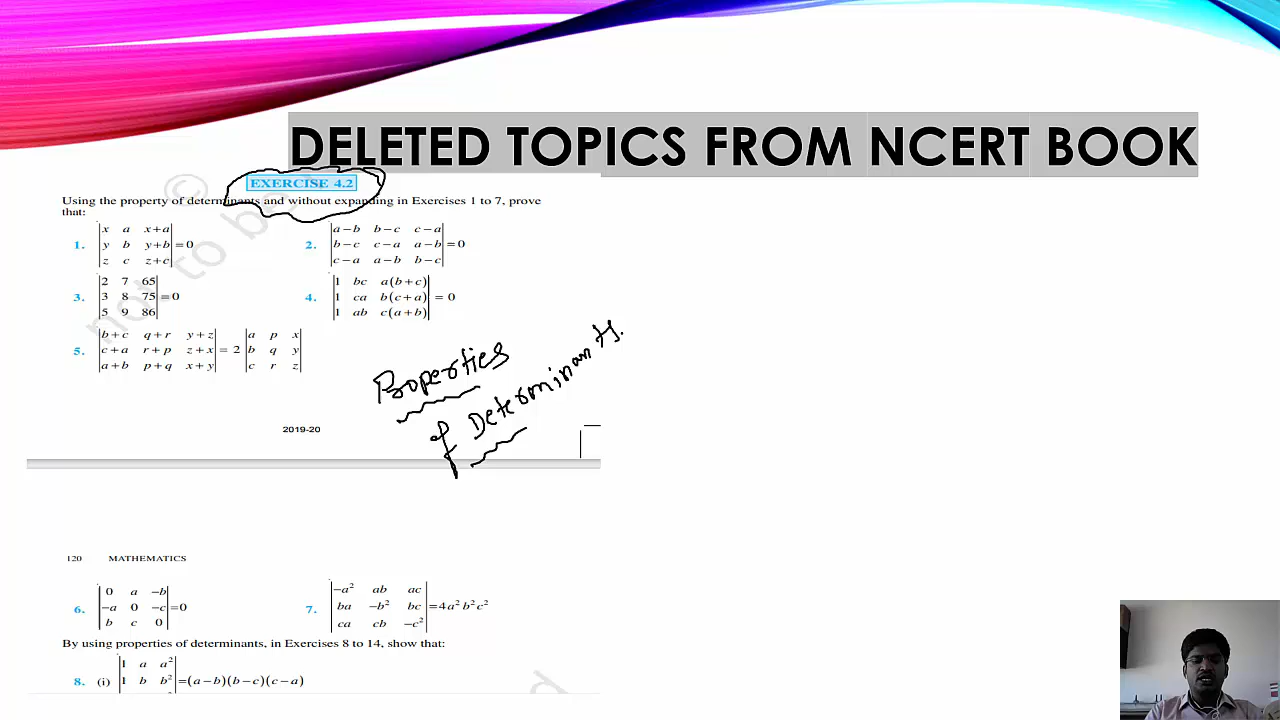 DELETED TOPICS FROM NCERT BOOK
EXERCISE 4.2
Using the property of determinants and without expanding in Exercises 1 to 7, prove
that:
1. |x a x+a| |y b y+b| |z c z+c| =0
2. |a−b b−c c−a| |b−c c−a a−b| |c−a a−b b−c| =0
3. |2 7 65| |3 8 75| |5 9 86| =0
4. |1 bc a(b+c)| |1 ca b(c+a)| |1 ab c(a+b)| = 0
5. |b+c q+r y+z| |c+a r+p z+x| |a+b p+q x+y| = 2 |a p x| |b q y| |c r z|
Properties
of Determinants.
2019-20
120 MATHEMATICS
6. |0 a −b| |−a 0 −c| |b c 0| =0
7. |−a² ab ac| |ba −b² bc| |ca cb −c²| =4a²b²c²
By using properties of determinants, in Exercises 8 to 14, show that:
8. (i) |1 a a²| |1 b b²| =(a−b)(b−c)(c−a)
not to be
d